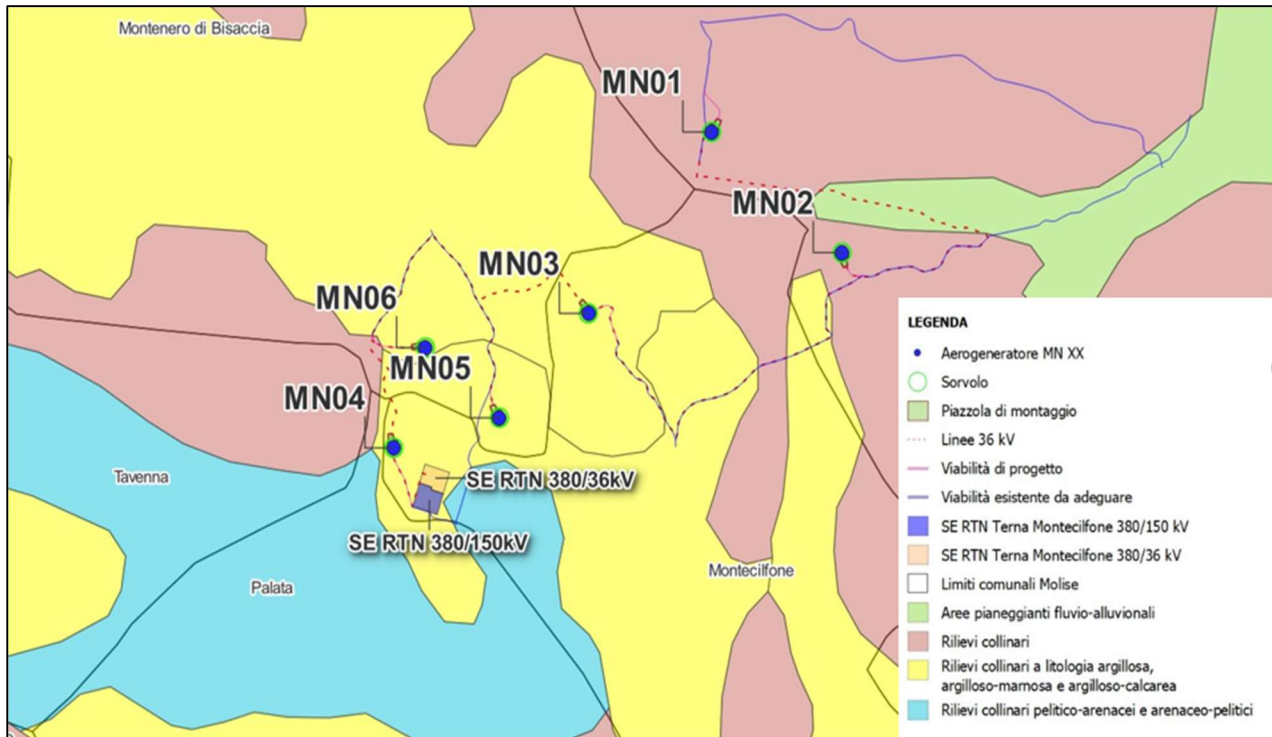 Montenero di Bisaccia
MN01
MN02
MN03
MN06
MN05
MN04
SE RTN 380/36kV
SE RTN 380/150kV
Tavenna
Palata
Montecilfone
LEGENDA
Aerogeneratore MN XX
Sorvolo
Piazzola di montaggio
Linee 36 kV
Viabilità di progetto
Viabilità esistente da adeguare
SE RTN Terna Montecilfone 380/150 kV
SE RTN Terna Montecilfone 380/36 kV
Limiti comunali Molise
Aree pianeggianti fluvio-alluvionali
Rilievi collinari
Rilievi collinari a litologia argillosa,
argilloso-marnosa e argilloso-calcarea
Rilievi collinari pelitico-arenacei e arenaceo-pelitici